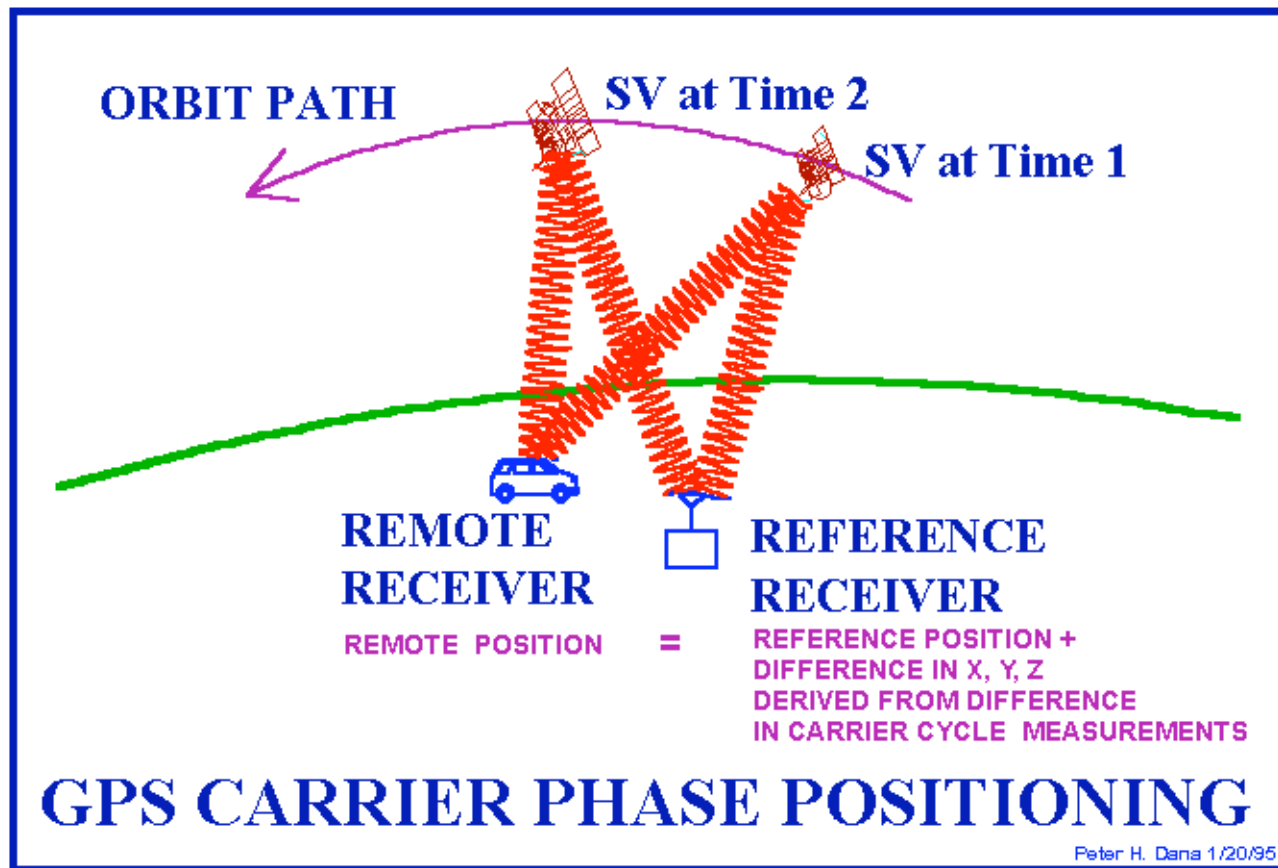 ORBIT PATH
SV at Time 2
SV at Time 1
REMOTE
RECEIVER
REFERENCE
RECEIVER
REMOTE POSITION =
REFERENCE POSITION +
DIFFERENCE IN X, Y, Z
DERIVED FROM DIFFERENCE
IN CARRIER CYCLE MEASUREMENTS
GPS CARRIER PHASE POSITIONING
Peter H. Dana 1/20/95